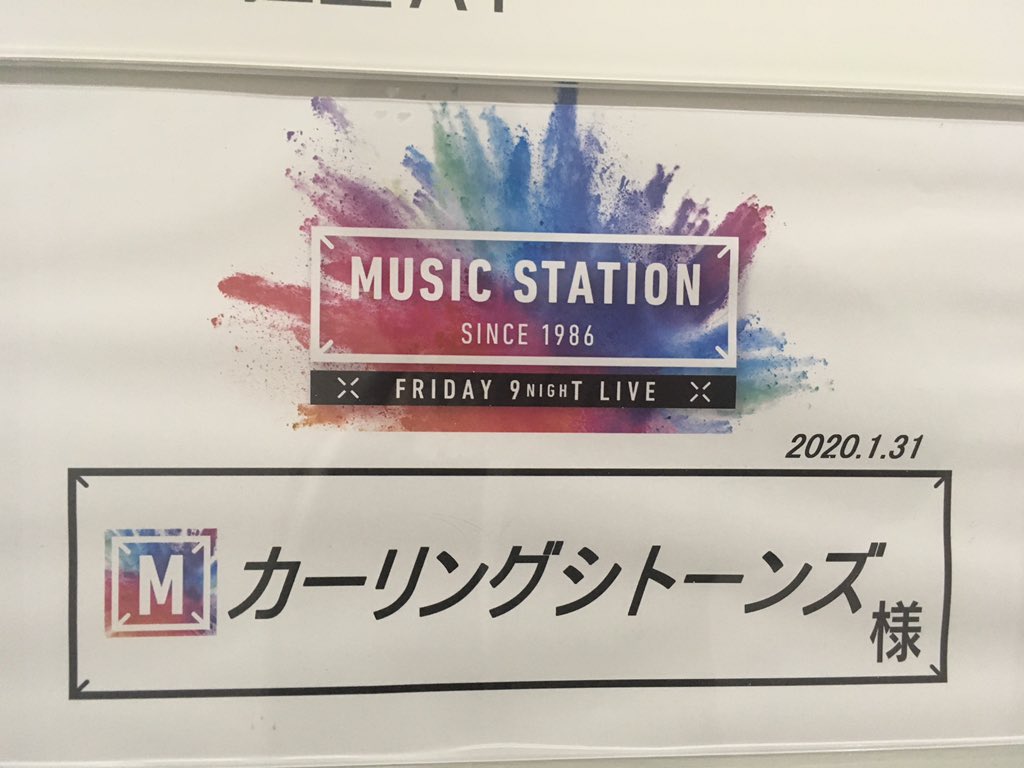 MUSIC STATION
SINCE 1986
FRIDAY 9NIGHT LIVE
2020.1.31
M カーリングシトーンズ様